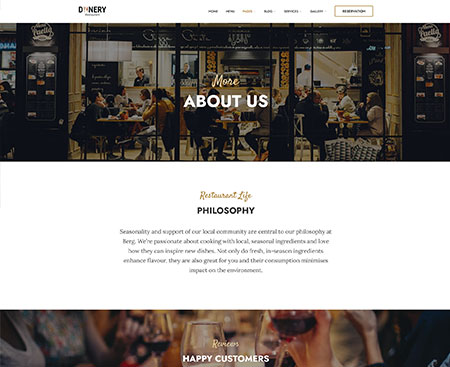 DINNERY
HOME MENU PAGES BLOG SERVICES GALLERY RESERVATION
Paella
More
ABOUT US
Restaurant Life
PHILOSOPHY
Seasonality and support of our local community are central to our philosophy at
Berg. We're passionate about cooking with local, seasonal ingredients and love
how they can inspire new dishes. Not only do fresh, in-season ingredients
enhance flavour, they are also great for you and their consumption minimises
impact on the environment.
Reviews
HAPPY CUSTOMERS